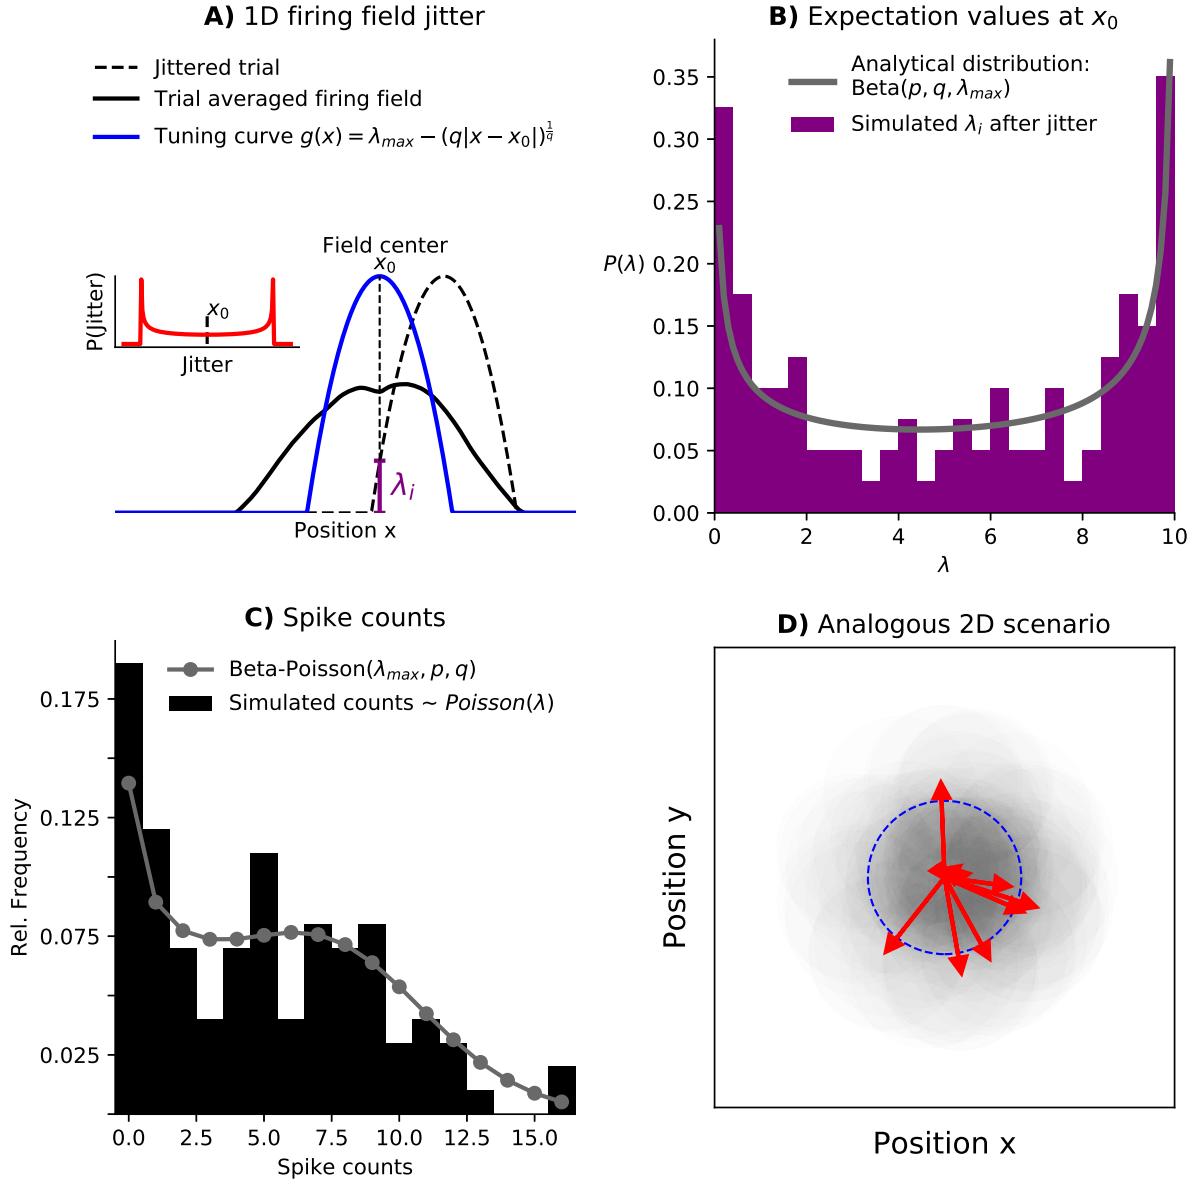 A) 1D firing field jitter
Jittered trial
Trial averaged firing field
Tuning curve g(x) = λ_max − (q|x − x₀|)^(1/q)
Field center
x₀
P(Jitter)
x₀
Jitter
λᵢ
Position x
B) Expectation values at x₀
Analytical distribution:
Beta(p, q, λ_max)
Simulated λᵢ after jitter
P(λ)
0.35
0.30
0.25
0.20
0.15
0.10
0.05
0.00
0 2 4 6 8 10
λ
C) Spike counts
Beta-Poisson(λ_max, p, q)
Simulated counts ~ Poisson(λ)
Rel. Frequency
0.175
0.125
0.075
0.025
0.0 2.5 5.0 7.5 10.0 12.5 15.0
Spike counts
D) Analogous 2D scenario
Position y
Position x